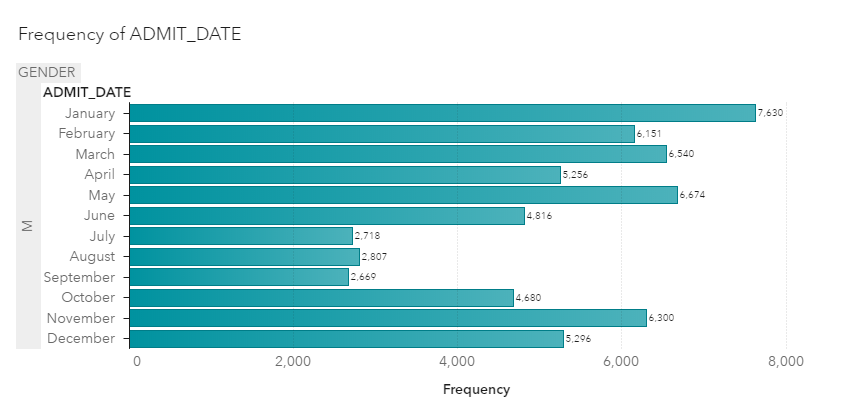 Frequency of ADMIT_DATE
GENDER
ADMIT_DATE
M
January 7,630
February 6,151
March 6,540
April 5,256
May 6,674
June 4,816
July 2,718
August 2,807
September 2,669
October 4,680
November 6,300
December 5,296
0 2,000 4,000 6,000 8,000
Frequency